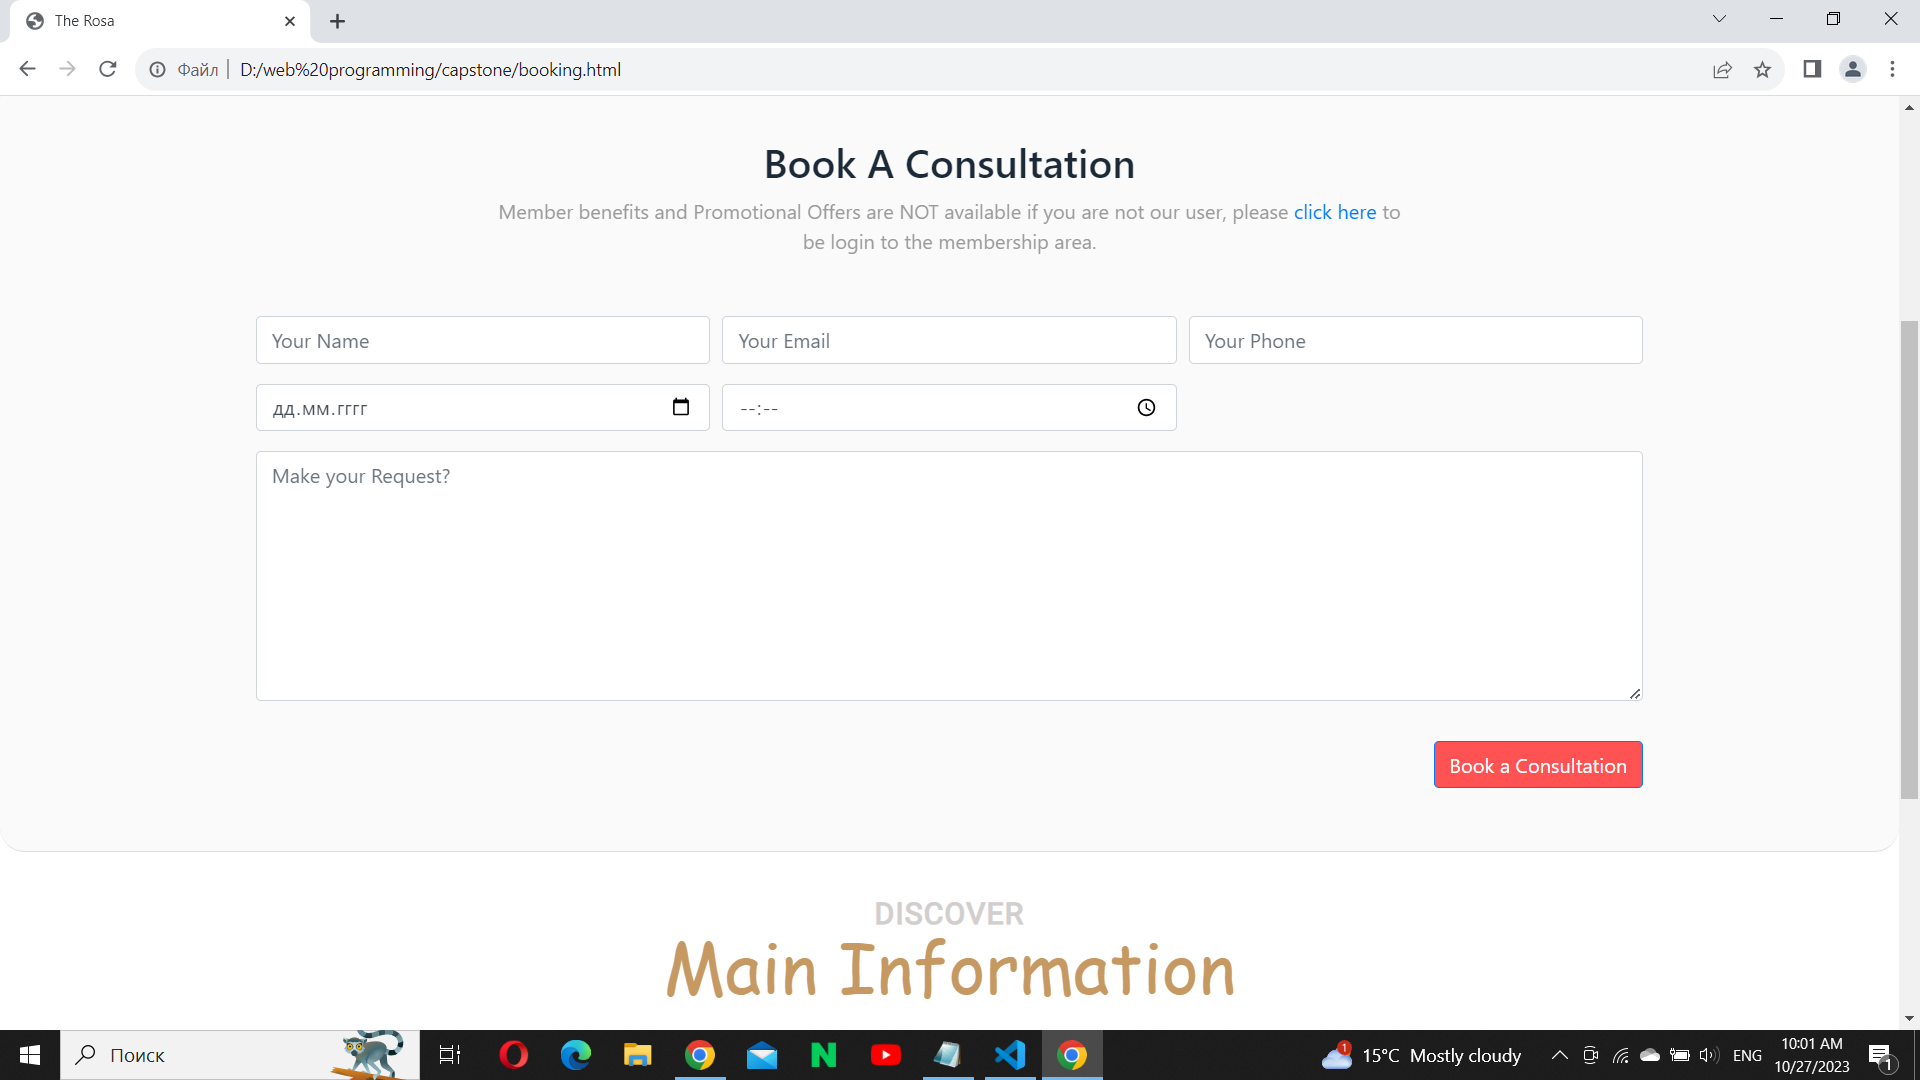 The Rosa
Файл D:/web%20programming/capstone/booking.html
Book A Consultation
Member benefits and Promotional Offers are NOT available if you are not our user, please click here to
be login to the membership area.
Your Name
Your Email
Your Phone
дд.мм.гггг
--:--
Make your Request?
Book a Consultation
DISCOVER
Main Information
Поиск
N
1
15°C Mostly cloudy
ENG
10:01 AM
10/27/2023
1